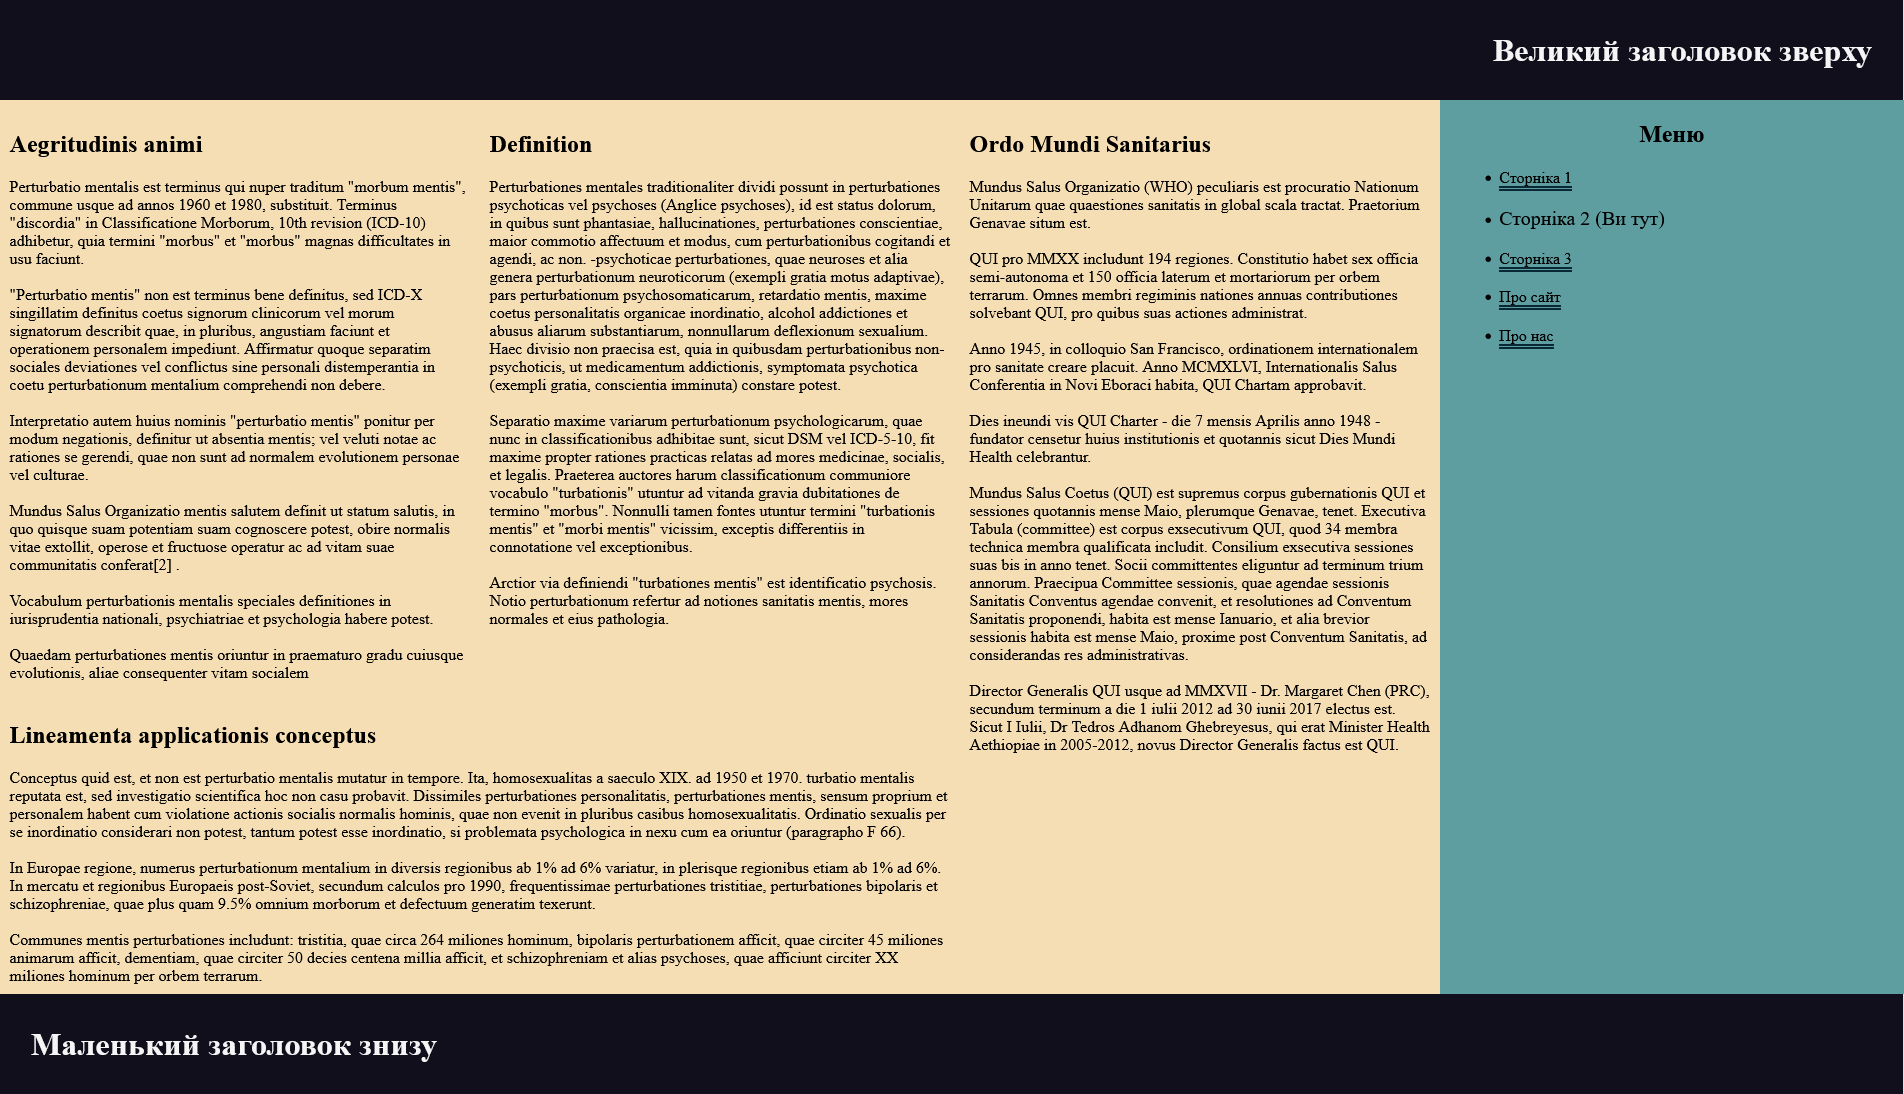 Великий заголовок зверху
Aegritudinis animi
Perturbatio mentalis est terminus qui nuper traditum "morbum mentis",
commune usque ad annos 1960 et 1980, substituit. Terminus
"discordia" in Classificatione Morborum, 10th revision (ICD-10)
adhibetur, quia termini "morbus" et "morbus" magnas difficultates in
usu faciunt.
"Perturbatio mentis" non est terminus bene definitus, sed ICD-X
singillatim definitus coetus signorum clinicorum vel morum
signatorum describit quae, in pluribus, angustiam faciunt et
operationem personalem impediunt. Affirmatur quoque separatim
sociales deviationes vel conflictus sine personali distemperantia in
coetu perturbationum mentalium comprehendi non debere.
Interpretatio autem huius nominis "perturbatio mentis" ponitur per
modum negationis, definitur ut absentia mentis; vel veluti notae ac
rationes se gerendi, quae non sunt ad normalem evolutionem personae
vel culturae.
Mundus Salus Organizatio mentis salutem definit ut statum salutis, in
quo quisque suam potentiam suam cognoscere potest, obire normalis
vitae extollit, operose et fructuose operatur ac ad vitam suae
communitatis conferat[2] .
Vocabulum perturbationis mentalis speciales definitiones in
iurisprudentia nationali, psychiatriae et psychologia habere potest.
Quaedam perturbationes mentis oriuntur in praematuro gradu cuiusque
evolutionis, aliae consequenter vitam socialem
Definition
Perturbationes mentales traditionaliter dividi possunt in perturbationes
psychoticas vel psychoses (Anglice psychoses), id est status dolorum,
in quibus sunt phantasiae, hallucinationes, perturbationes conscientiae,
maior commotio affectuum et modus, cum perturbationibus cogitandi et
agendi, ac non. -psychoticae perturbationes, quae neuroses et alia
genera perturbationum neuroticorum (exempli gratia motus adaptivae),
pars perturbationum psychosomaticarum, retardatio mentis, maxime
coetus personalitatis organicae inordinatio, alcohol addictiones et
abusus aliarum substantiarum, nonnullarum deflexionum sexualium.
Haec divisio non praecisa est, quia in quibusdam perturbationibus non-
psychoticis, ut medicamentum addictionis, symptomata psychotica
(exempli gratia, conscientia imminuta) constare potest.
Separatio maxime variarum perturbationum psychologicarum, quae
nunc in classificationibus adhibitae sunt, sicut DSM vel ICD-5-10, fit
maxime propter rationes practicas relatas ad mores medicinae, socialis,
et legalis. Praeterea auctores harum classificationum communiore
vocabulo "turbationis" utuntur ad vitanda gravia dubitationes de
termino "morbus". Nonnulli tamen fontes utuntur termini "turbationis
mentis" et "morbi mentis" vicissim, exceptis differentiis in
connotatione vel exceptionibus.
Arctior via definiendi "turbationes mentis" est identificatio psychosis.
Notio perturbationum refertur ad notiones sanitatis mentis, mores
normales et eius pathologia.
Ordo Mundi Sanitarius
Mundus Salus Organizatio (WHO) peculiaris est procuratio Nationum
Unitarum quae quaestiones sanitatis in global scala tractat. Praetorium
Genavae situm est.
QUI pro MMXX includunt 194 regiones. Constitutio habet sex officia
semi-autonoma et 150 officia laterum et mortariorum per orbem
terrarum. Omnes membri regiminis nationes annuas contributiones
solvebant QUI, pro quibus suas actiones administrat.
Anno 1945, in colloquio San Francisco, ordinationem internationalem
pro sanitate creare placuit. Anno MCMXLVI, Internationalis Salus
Conferentia in Novi Eboraci habita, QUI Chartam approbavit.
Dies ineundi vis QUI Charter - die 7 mensis Aprilis anno 1948 -
fundator censetur huius institutionis et quotannis sicut Dies Mundi
Health celebrantur.
Mundus Salus Coetus (QUI) est supremus corpus gubernationis QUI et
sessiones quotannis mense Maio, plerumque Genavae, tenet. Executiva
Tabula (committee) est corpus exsecutivum QUI, quod 34 membra
technica membra qualificata includit. Consilium exsecutiva sessiones
suas bis in anno tenet. Socii committentes eliguntur ad terminum trium
annorum. Praecipua Committee sessionis, quae agendae sessionis
Sanitatis Conventus agendae convenit, et resolutiones ad Conventum
Sanitatis proponendi, habita est mense Ianuario, et alia brevior
sessionis habita est mense Maio, proxime post Conventum Sanitatis, ad
considerandas res administrativas.
Director Generalis QUI usque ad MMXVII - Dr. Margaret Chen (PRC),
secundum terminum a die 1 iulii 2012 ad 30 iunii 2017 electus est.
Sicut I Iulii, Dr Tedros Adhanom Ghebreyesus, qui erat Minister Health
Aethiopiae in 2005-2012, novus Director Generalis factus est QUI.
Lineamenta applicationis conceptus
Conceptus quid est, et non est perturbatio mentalis mutatur in tempore. Ita, homosexualitas a saeculo XIX. ad 1950 et 1970. turbatio mentalis
reputata est, sed investigatio scientifica hoc non casu probavit. Dissimiles perturbationes personalitatis, perturbationes mentis, sensum proprium et
personalem habent cum violatione actionis socialis normalis hominis, quae non evenit in pluribus casibus homosexualitatis. Ordinatio sexualis per
se inordinatio considerari non potest, tantum potest esse inordinatio, si problemata psychologica in nexu cum ea oriuntur (paragrapho F 66).
In Europae regione, numerus perturbationum mentalium in diversis regionibus ab 1% ad 6% variatur, in plerisque regionibus etiam ab 1% ad 6%.
In mercatu et regionibus Europaeis post-Soviet, secundum calculos pro 1990, frequentissimae perturbationes tristitiae, perturbationes bipolaris et
schizophreniae, quae plus quam 9.5% omnium morborum et defectuum generatim texerunt.
Communes mentis perturbationes includunt: tristitia, quae circa 264 miliones hominum, bipolaris perturbationem afficit, quae circiter 45 miliones
animarum afficit, dementiam, quae circiter 50 decies centena millia afficit, et schizophreniam et alias psychoses, quae afficiunt circiter XX
miliones hominum per orbem terrarum.
Меню
Сторніка 1
Сторніка 2 (Ви тут)
Сторніка 3
Про сайт
Про нас
Маленький заголовок знизу